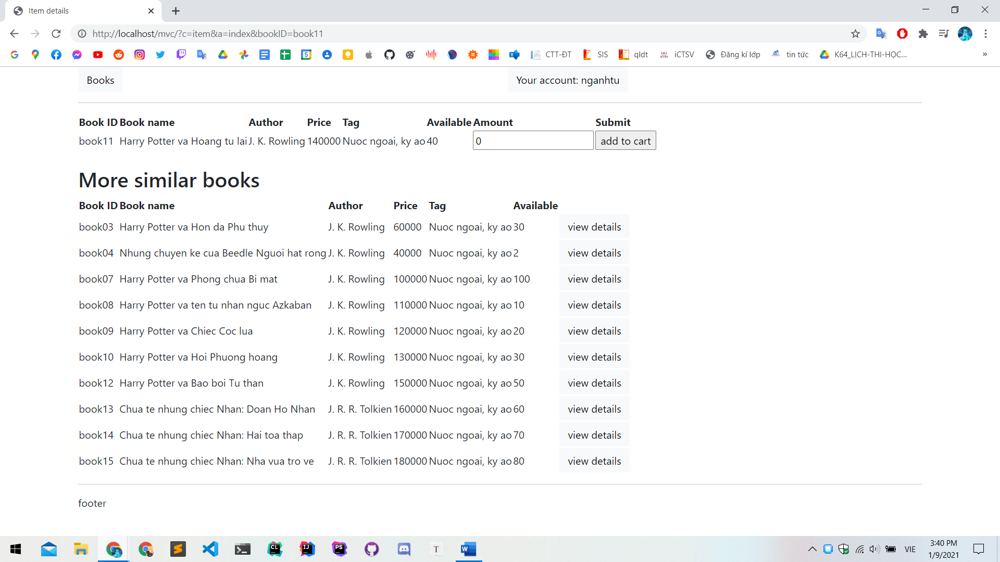 Item details
http://localhost/mvc/?c=item&a=index&bookID=book11
CTT-ĐT SIS qldt iCTSV Đăng kí lớp tin tức K64_LỊCH-THI-HỌC... »
Books Your account: nganhtu
Book ID Book name Author Price Tag Available Amount Submit
book11 Harry Potter va Hoang tu lai J. K. Rowling 140000 Nuoc ngoai, ky ao 40 0 add to cart
More similar books
Book ID Book name Author Price Tag Available
book03 Harry Potter va Hon da Phu thuy J. K. Rowling 60000 Nuoc ngoai, ky ao 30 view details
book04 Nhung chuyen ke cua Beedle Nguoi hat rong J. K. Rowling 40000 Nuoc ngoai, ky ao 2 view details
book07 Harry Potter va Phong chua Bi mat J. K. Rowling 100000 Nuoc ngoai, ky ao 100 view details
book08 Harry Potter va ten tu nhan nguc Azkaban J. K. Rowling 110000 Nuoc ngoai, ky ao 10 view details
book09 Harry Potter va Chiec Coc lua J. K. Rowling 120000 Nuoc ngoai, ky ao 20 view details
book10 Harry Potter va Hoi Phuong hoang J. K. Rowling 130000 Nuoc ngoai, ky ao 30 view details
book12 Harry Potter va Bao boi Tu than J. K. Rowling 150000 Nuoc ngoai, ky ao 50 view details
book13 Chua te nhung chiec Nhan: Doan Ho Nhan J. R. R. Tolkien 160000 Nuoc ngoai, ky ao 60 view details
book14 Chua te nhung chiec Nhan: Hai toa thap J. R. R. Tolkien 170000 Nuoc ngoai, ky ao 70 view details
book15 Chua te nhung chiec Nhan: Nha vua tro ve J. R. R. Tolkien 180000 Nuoc ngoai, ky ao 80 view details
footer
VIE 3:40 PM
1/9/2021